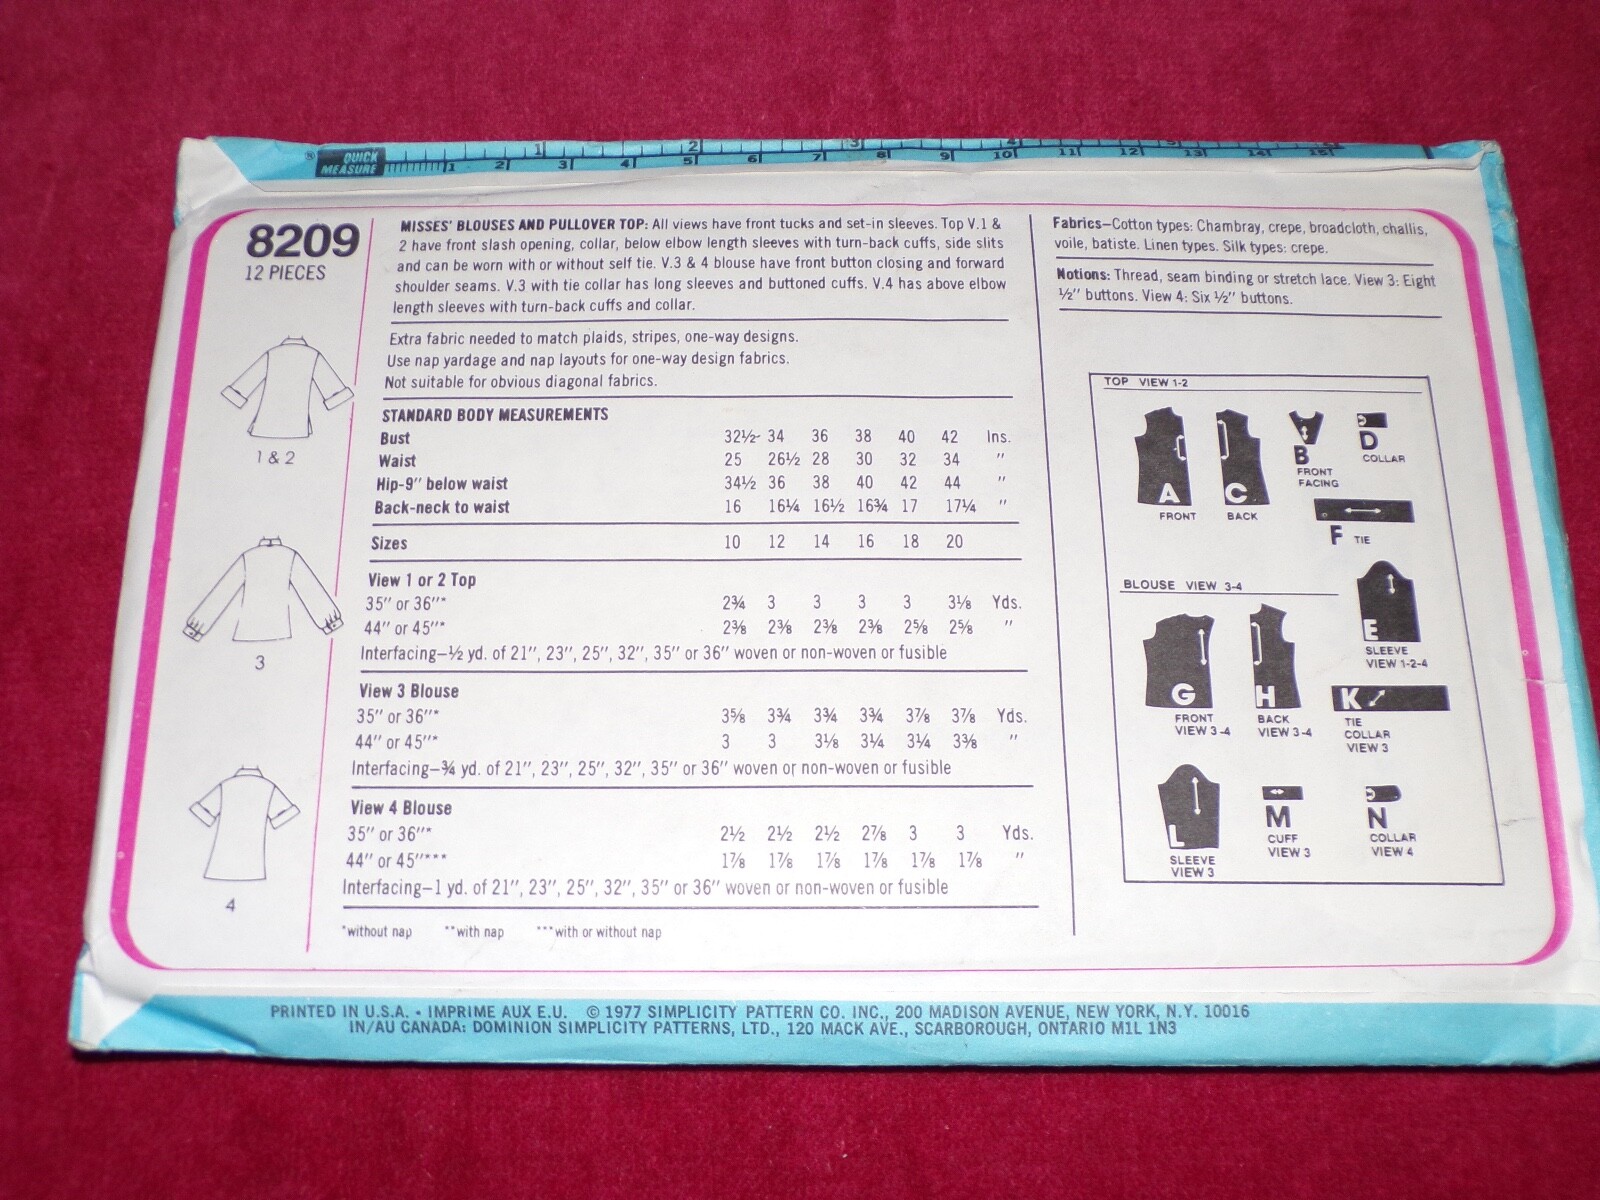 ® QUICK
MEASURE
1 2 3 4 5
1 2 3 4 5 6 7 8 9 10 11 12 13 14 15
8209
12 PIECES
1 & 2
3
4
MISSES' BLOUSES AND PULLOVER TOP: All views have front tucks and set-in sleeves. Top V.1 &
2 have front slash opening, collar, below elbow length sleeves with turn-back cuffs, side slits
and can be worn with or without self tie. V.3 & 4 blouse have front button closing and forward
shoulder seams. V.3 with tie collar has long sleeves and buttoned cuffs. V.4 has above elbow
length sleeves with turn-back cuffs and collar.
Extra fabric needed to match plaids, stripes, one-way designs.
Use nap yardage and nap layouts for one-way design fabrics.
Not suitable for obvious diagonal fabrics.
STANDARD BODY MEASUREMENTS
Bust 32½ 34 36 38 40 42 Ins.
Waist 25 26½ 28 30 32 34 "
Hip-9" below waist 34½ 36 38 40 42 44 "
Back-neck to waist 16 16¼ 16½ 16¾ 17 17¼ "
Sizes 10 12 14 16 18 20
View 1 or 2 Top
35" or 36"* 2¾ 3 3 3 3 3⅛ Yds.
44" or 45"* 2⅜ 2⅜ 2⅜ 2⅜ 2⅝ 2⅝ "
Interfacing—½ yd. of 21", 23", 25", 32", 35" or 36" woven or non-woven or fusible
View 3 Blouse
35" or 36"* 3⅝ 3¾ 3¾ 3¾ 3⅞ 3⅞ Yds.
44" or 45"* 3 3 3⅛ 3¼ 3¼ 3⅜ "
Interfacing—¾ yd. of 21", 23", 25", 32", 35" or 36" woven or non-woven or fusible
View 4 Blouse
35" or 36"* 2½ 2½ 2½ 2⅞ 3 3 Yds.
44" or 45"*** 1⅞ 1⅞ 1⅞ 1⅞ 1⅞ 1⅞ "
Interfacing—1 yd. of 21", 23", 25", 32", 35" or 36" woven or non-woven or fusible
*without nap **with nap ***with or without nap
Fabrics—Cotton types: Chambray, crepe, broadcloth, challis,
voile, batiste. Linen types. Silk types: crepe.
Notions: Thread, seam binding or stretch lace. View 3: Eight
½" buttons. View 4: Six ½" buttons.
TOP VIEW 1-2
A
FRONT
C
BACK
B
FRONT
FACING
D
COLLAR
F TIE
BLOUSE VIEW 3-4
E
SLEEVE
VIEW 1-2-4
G
FRONT
VIEW 3-4
H
BACK
VIEW 3-4
K
TIE
COLLAR
VIEW 3
L
SLEEVE
VIEW 3
M
CUFF
VIEW 3
N
COLLAR
VIEW 4
PRINTED IN U.S.A. • IMPRIME AUX E.U. © 1977 SIMPLICITY PATTERN CO. INC., 200 MADISON AVENUE, NEW YORK, N.Y. 10016
IN/AU CANADA: DOMINION SIMPLICITY PATTERNS, LTD., 120 MACK AVE., SCARBOROUGH, ONTARIO M1L 1N3